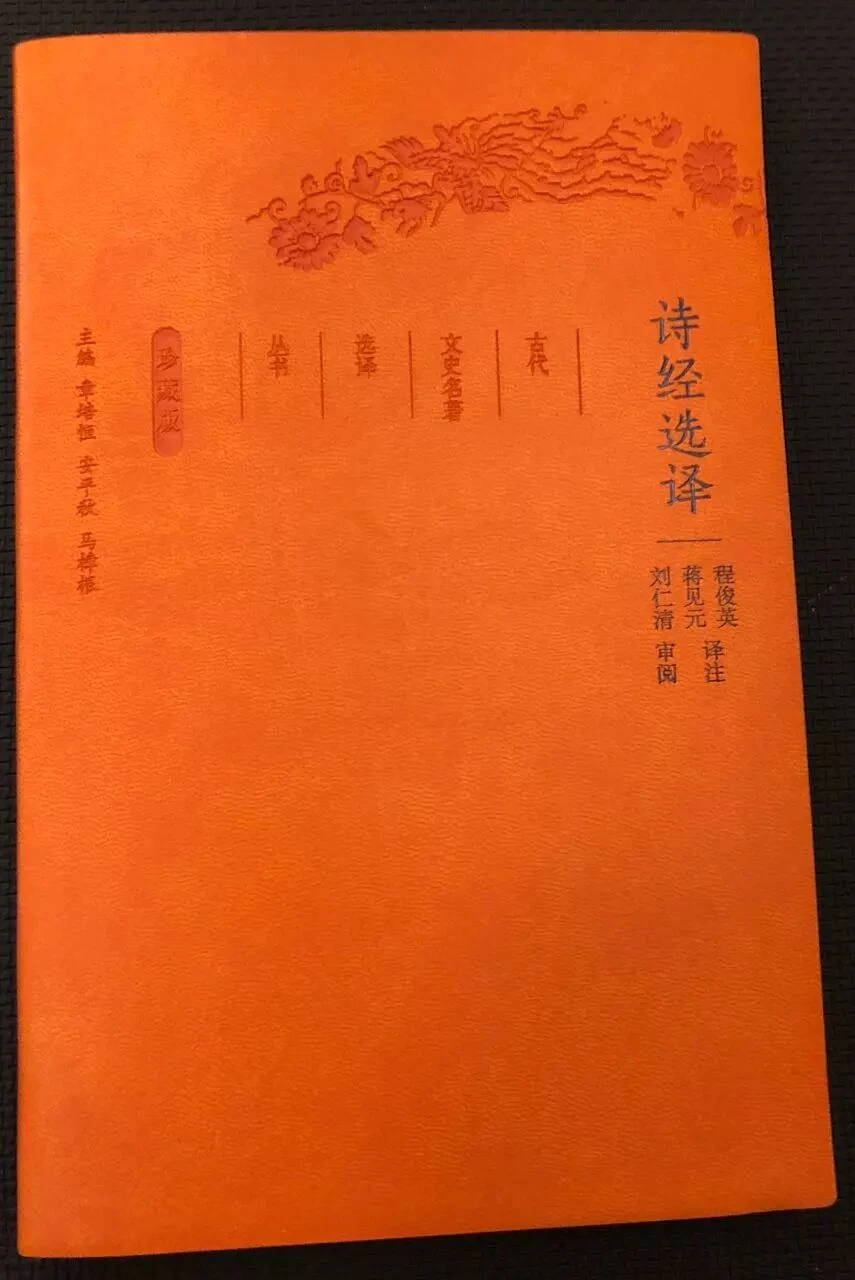 诗经选译
程俊英
蒋见元 译注
刘仁清 审阅
古代
文史名著
选译
丛书
珍藏版
主编 章培恒 安平秋 马樟根